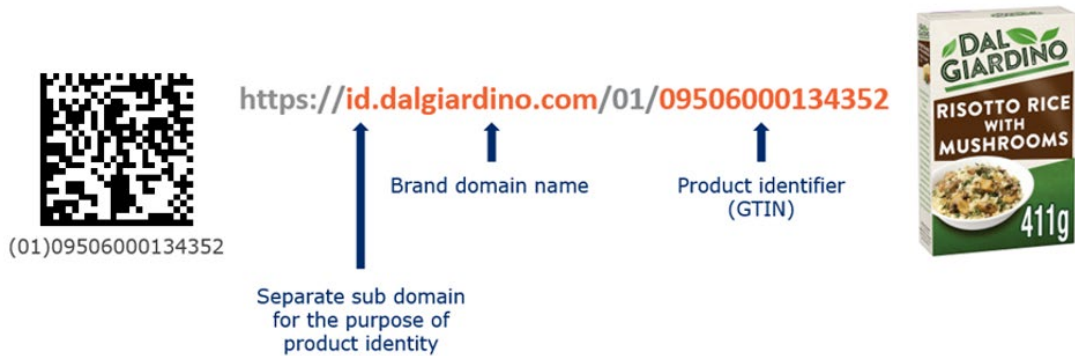 (01)09506000134352
https://id.dalgiardino.com/01/09506000134352
Brand domain name
Product identifier
(GTIN)
Separate sub domain
for the purpose of
product identity
DAL
GIARDINO
RISOTTO RICE
WITH
MUSHROOMS
411g